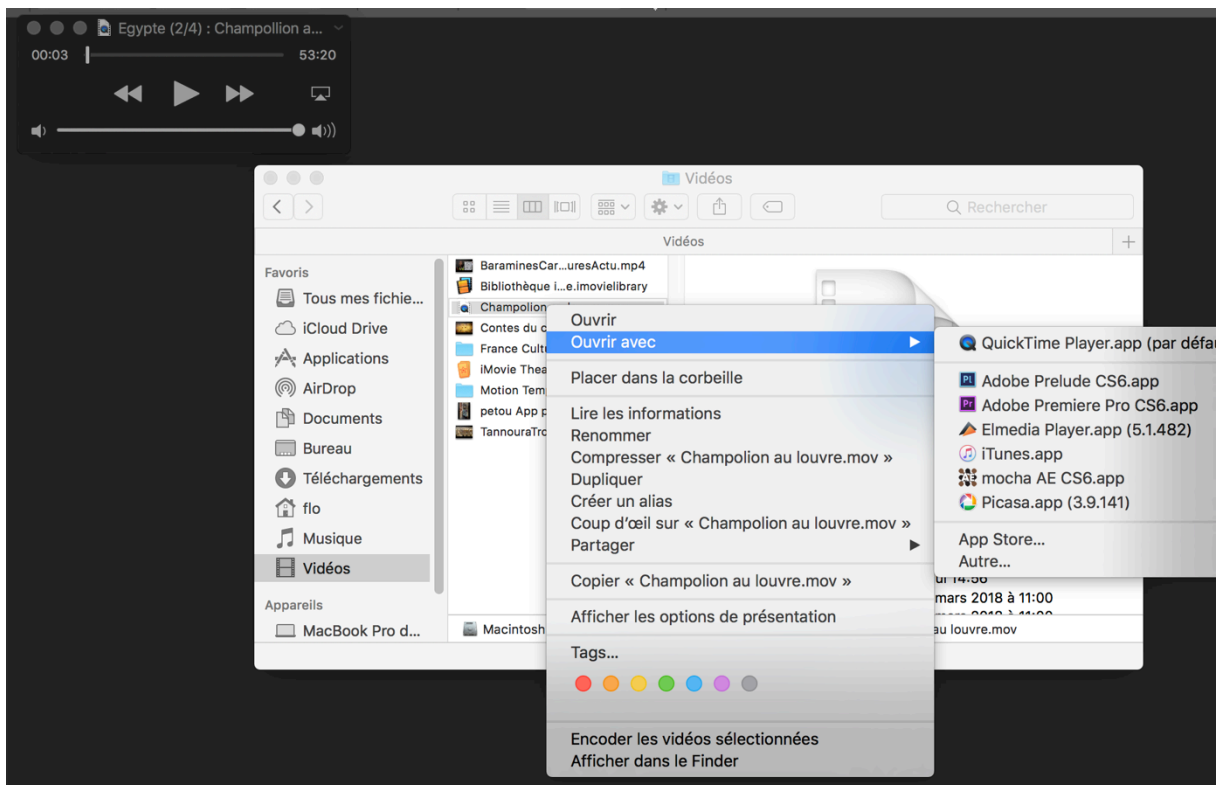 Egypte (2/4) : Champollion a...
00:03 53:20
Vidéos
Rechercher
Vidéos
Favoris
Tous mes fichie...
iCloud Drive
Applications
AirDrop
Documents
Bureau
Téléchargements
flo
Musique
Vidéos
Appareils
MacBook Pro d...
BaraminesCar...uresActu.mp4
Bibliothèque i...e.imovielibrary
Champolion
Contes du c
France Cult
iMovie Thea
Motion Tem
petou App p
TannouraTro
Macintosh
Ouvrir
Ouvrir avec
Placer dans la corbeille
Lire les informations
Renommer
Compresser « Champolion au louvre.mov »
Dupliquer
Créer un alias
Coup d'œil sur « Champolion au louvre.mov »
Partager
Copier « Champolion au louvre.mov »
Afficher les options de présentation
Tags...
Encoder les vidéos sélectionnées
Afficher dans le Finder
QuickTime Player.app (par défau
Adobe Prelude CS6.app
Adobe Premiere Pro CS6.app
Elmedia Player.app (5.1.482)
iTunes.app
mocha AE CS6.app
Picasa.app (3.9.141)
App Store...
Autre...
14:56
mars 2018 à 11:00
mars 2018 à 11:00
au louvre.mov